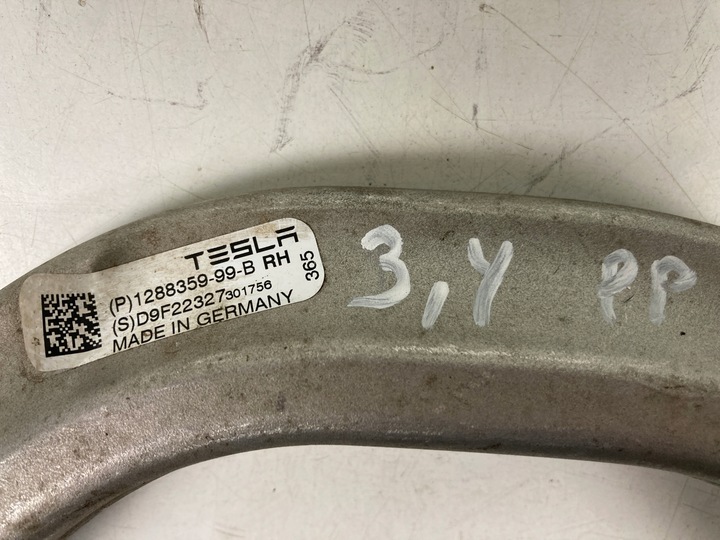 TESLA
(P)1288359-99-B RH
(S)D9F22327301756
MADE IN GERMANY
365
3,Y PP